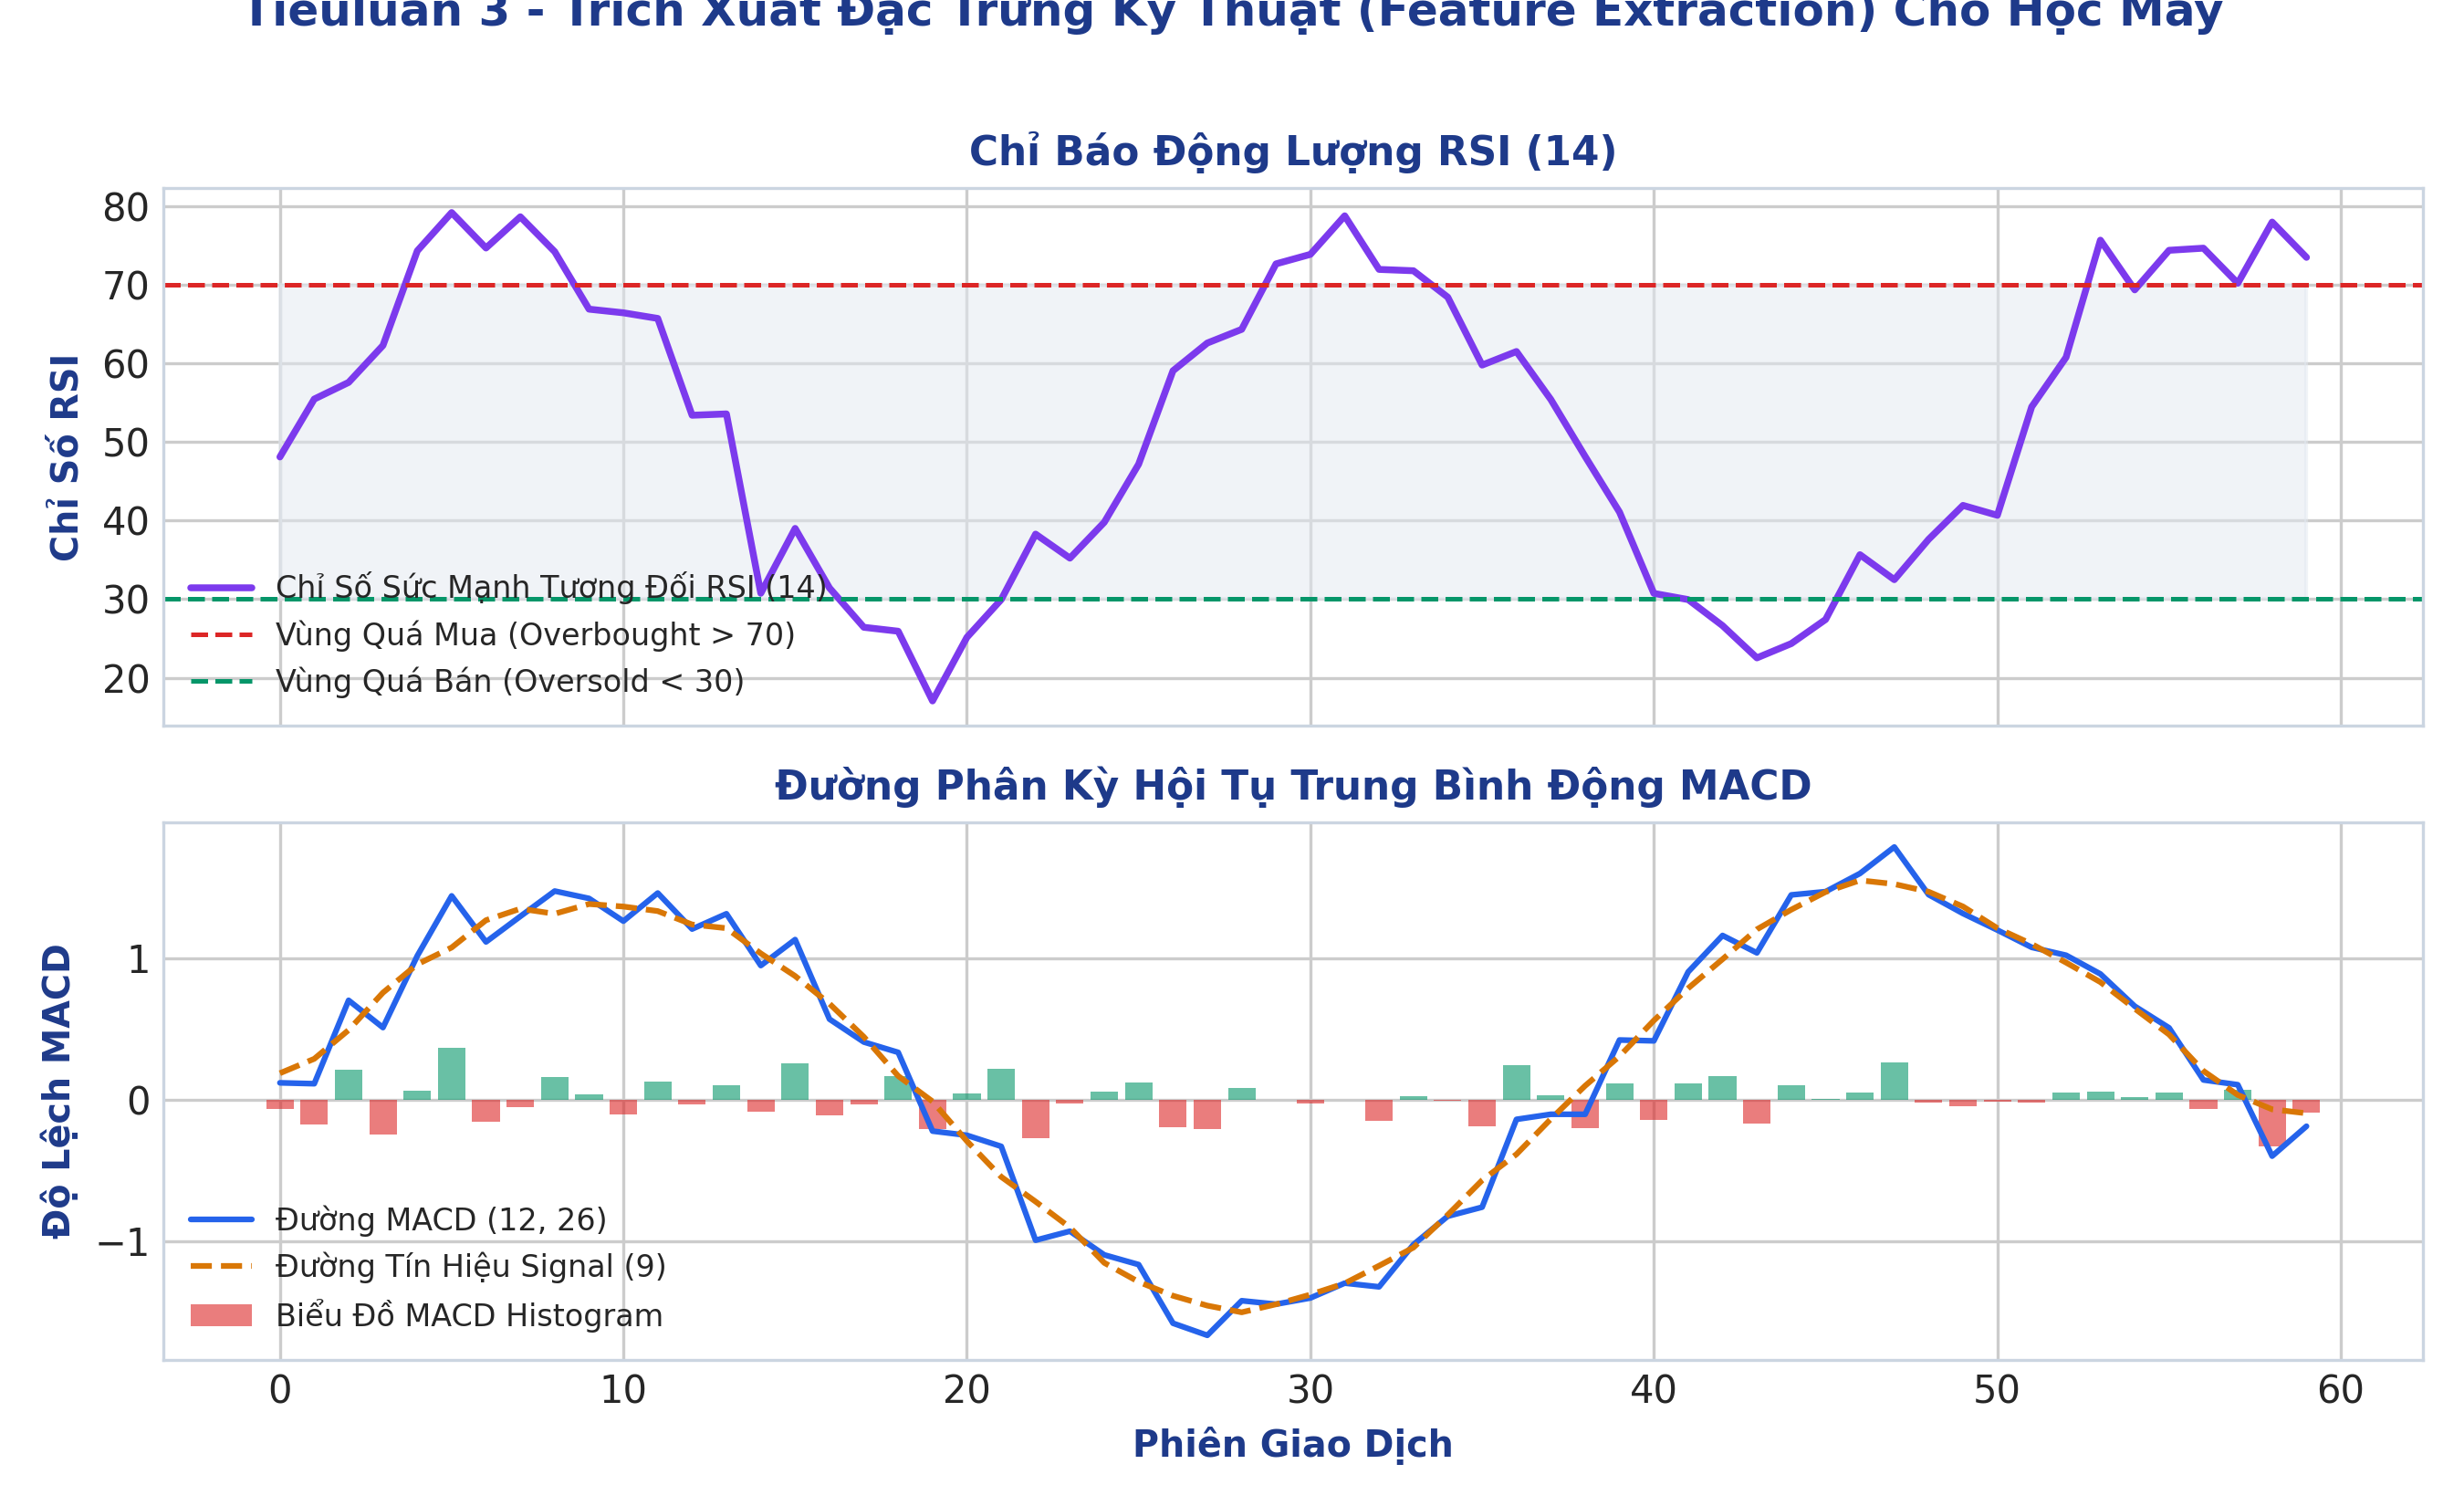 Tieuluan 3 - Trích Xuất Đặc Trưng Kỹ Thuật (Feature Extraction) Cho Học Máy
Chỉ Báo Động Lượng RSI (14)
Chỉ Số RSI
80
70
60
50
40
30
20
Chỉ Số Sức Mạnh Tương Đối RSI (14)
Vùng Quá Mua (Overbought > 70)
Vùng Quá Bán (Oversold < 30)
Đường Phân Kỳ Hội Tụ Trung Bình Động MACD
Độ Lệch MACD
1
0
−1
Đường MACD (12, 26)
Đường Tín Hiệu Signal (9)
Biểu Đồ MACD Histogram
0 10 20 30 40 50 60
Phiên Giao Dịch